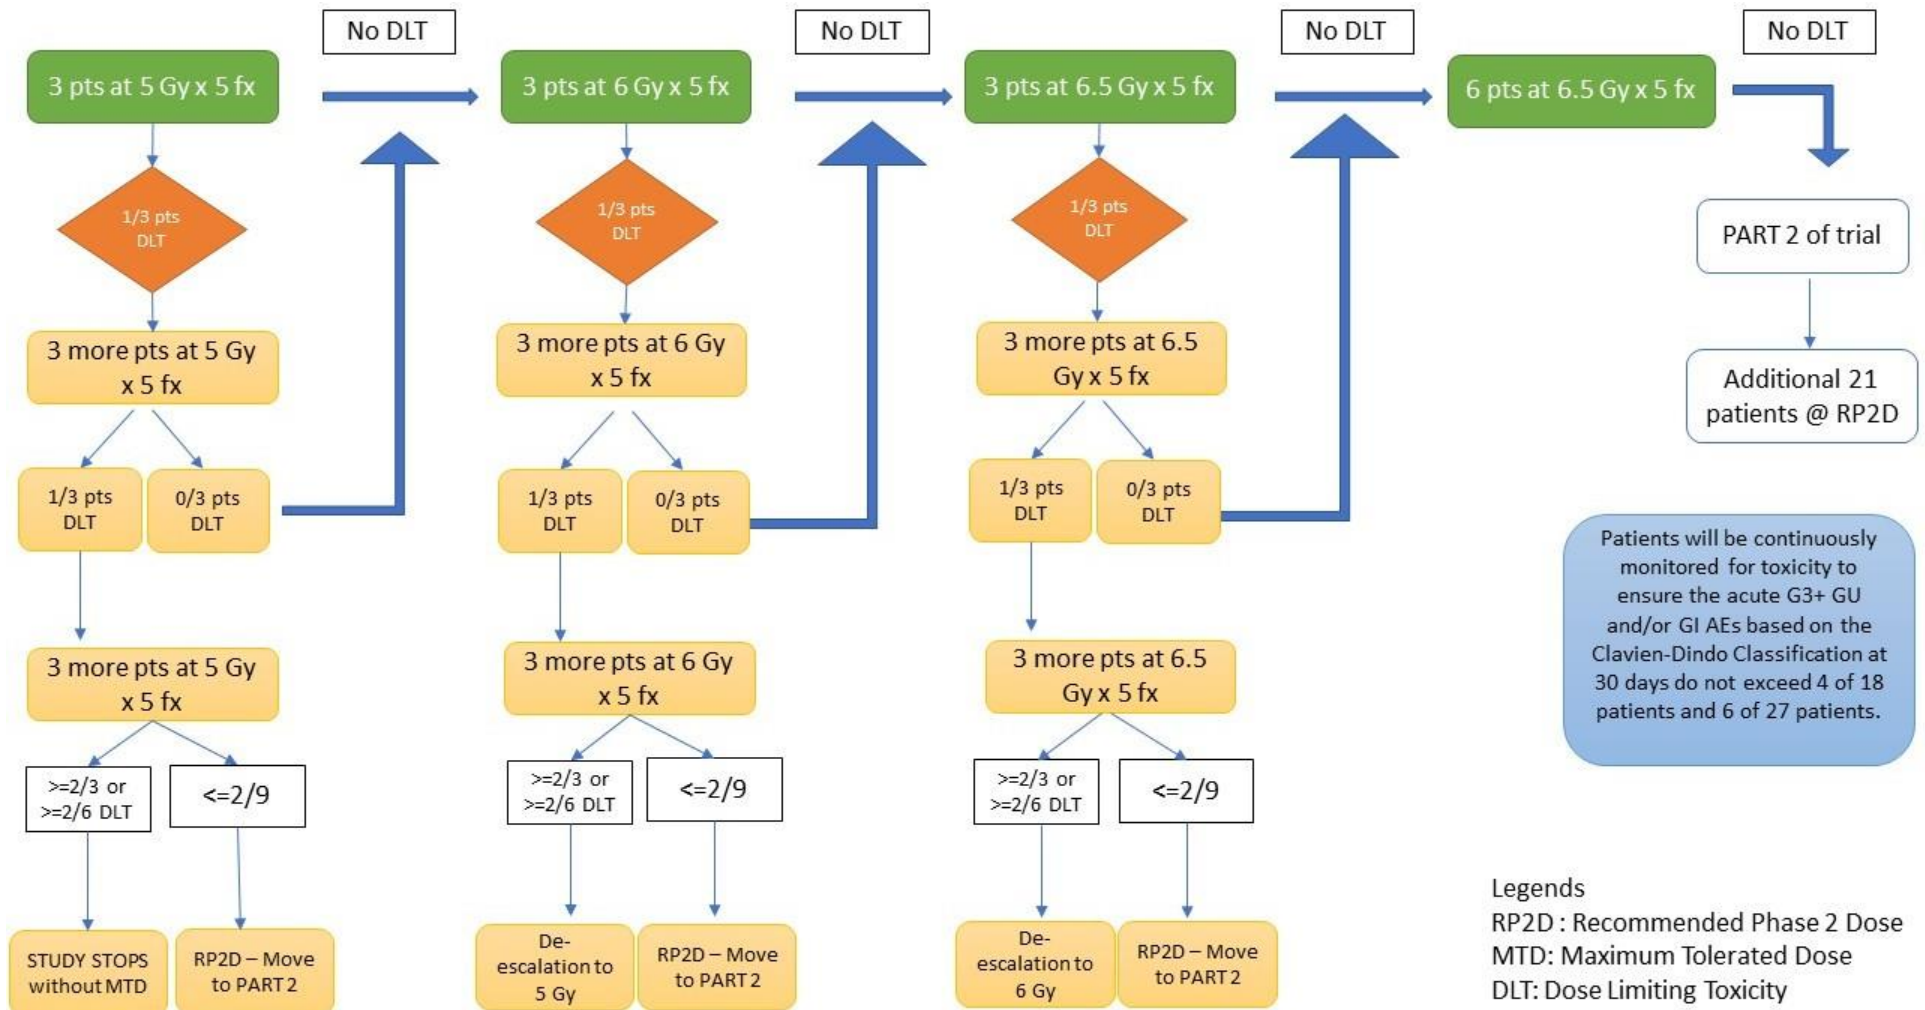 No DLT
No DLT
No DLT
No DLT
3 pts at 5 Gy x 5 fx
3 pts at 6 Gy x 5 fx
3 pts at 6.5 Gy x 5 fx
6 pts at 6.5 Gy x 5 fx
1/3 pts
DLT
1/3 pts
DLT
1/3 pts
DLT
PART 2 of trial
3 more pts at 5 Gy
x 5 fx
3 more pts at 6 Gy
x 5 fx
3 more pts at 6.5
Gy x 5 fx
Additional 21
patients @ RP2D
1/3 pts
DLT
0/3 pts
DLT
1/3 pts
DLT
0/3 pts
DLT
1/3 pts
DLT
0/3 pts
DLT
Patients will be continuously
monitored for toxicity to
ensure the acute G3+ GU
and/or GI AEs based on the
Clavien-Dindo Classification at
30 days do not exceed 4 of 18
patients and 6 of 27 patients.
3 more pts at 5 Gy
x 5 fx
3 more pts at 6 Gy
x 5 fx
3 more pts at 6.5
Gy x 5 fx
>=2/3 or
>=2/6 DLT
<=2/9
>=2/3 or
>=2/6 DLT
<=2/9
>=2/3 or
>=2/6 DLT
<=2/9
STUDY STOPS
without MTD
RP2D – Move
to PART 2
De-
escalation to
5 Gy
RP2D – Move
to PART 2
De-
escalation to
6 Gy
RP2D – Move
to PART 2
Legends
RP2D : Recommended Phase 2 Dose
MTD: Maximum Tolerated Dose
DLT: Dose Limiting Toxicity